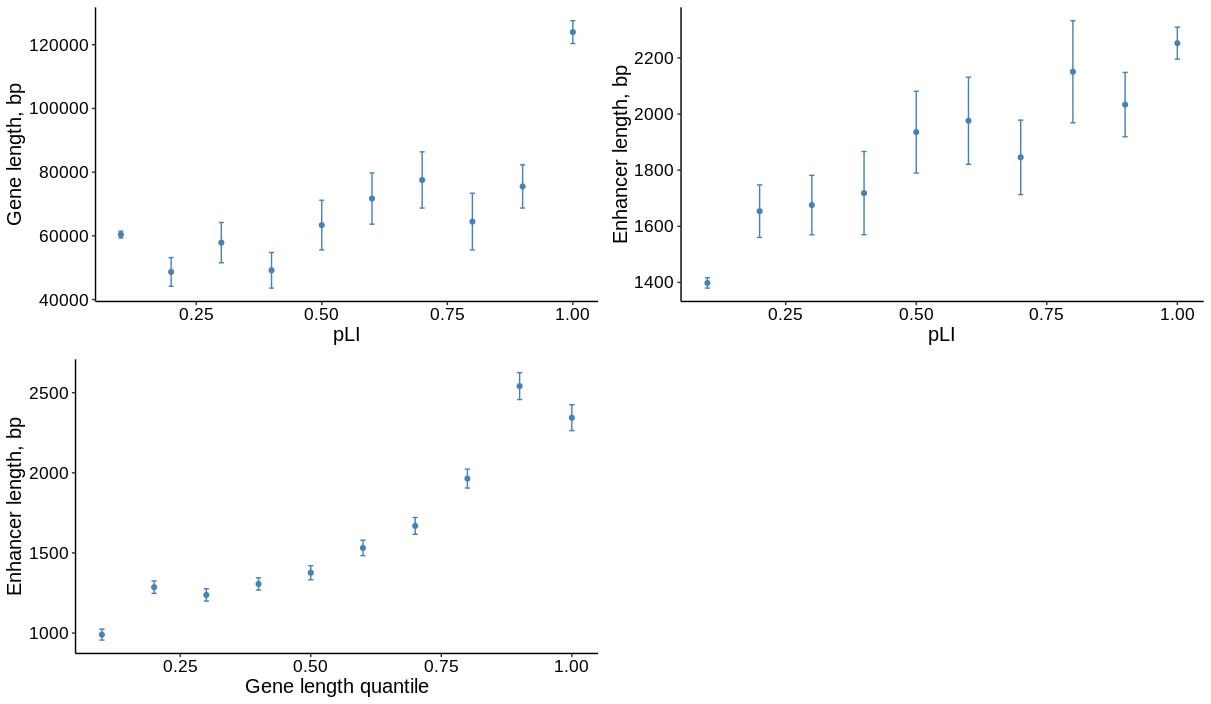 Gene length, bp
120000
100000
80000
60000
40000
0.25 0.50 0.75 1.00
pLI
Enhancer length, bp
2200
2000
1800
1600
1400
0.25 0.50 0.75 1.00
pLI
Enhancer length, bp
2500
2000
1500
1000
0.25 0.50 0.75 1.00
Gene length quantile